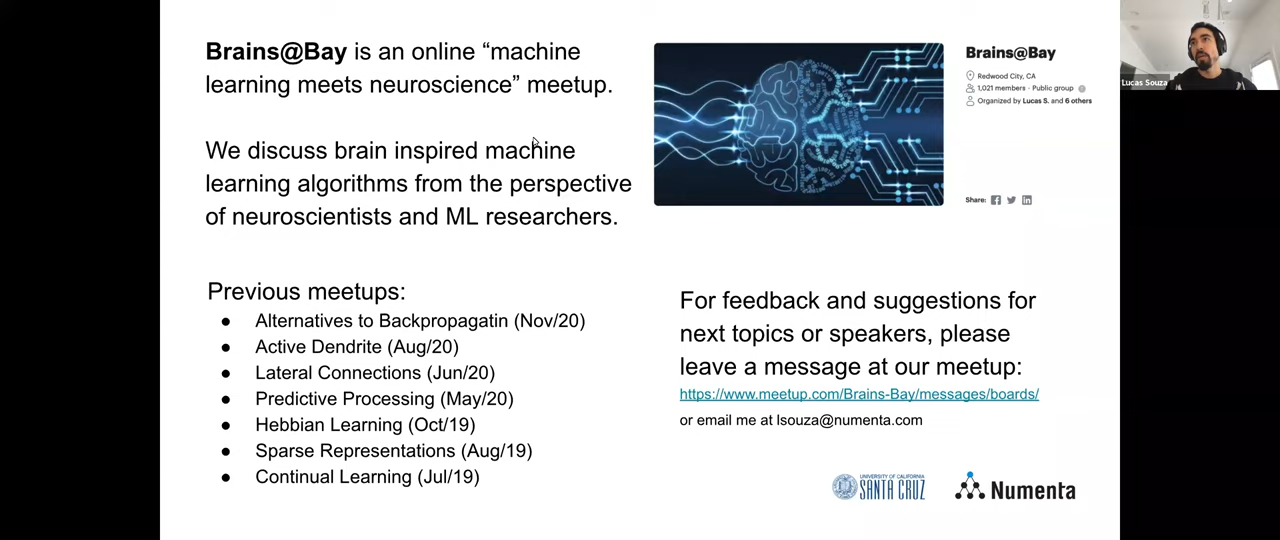 Brains@Bay is an online “machine
learning meets neuroscience” meetup.
We discuss brain inspired machine
learning algorithms from the perspective
of neuroscientists and ML researchers.
Brains@Bay
Redwood City, CA
1,021 members · Public group
Organized by Lucas S. and 6 others
Share:
Lucas Souza
Previous meetups:
● Alternatives to Backpropagatin (Nov/20)
● Active Dendrite (Aug/20)
● Lateral Connections (Jun/20)
● Predictive Processing (May/20)
● Hebbian Learning (Oct/19)
● Sparse Representations (Aug/19)
● Continual Learning (Jul/19)
For feedback and suggestions for
next topics or speakers, please
leave a message at our meetup:
https://www.meetup.com/Brains-Bay/messages/boards/
or email me at lsouza@numenta.com
UNIVERSITY OF CALIFORNIA
SANTA CRUZ
Numenta